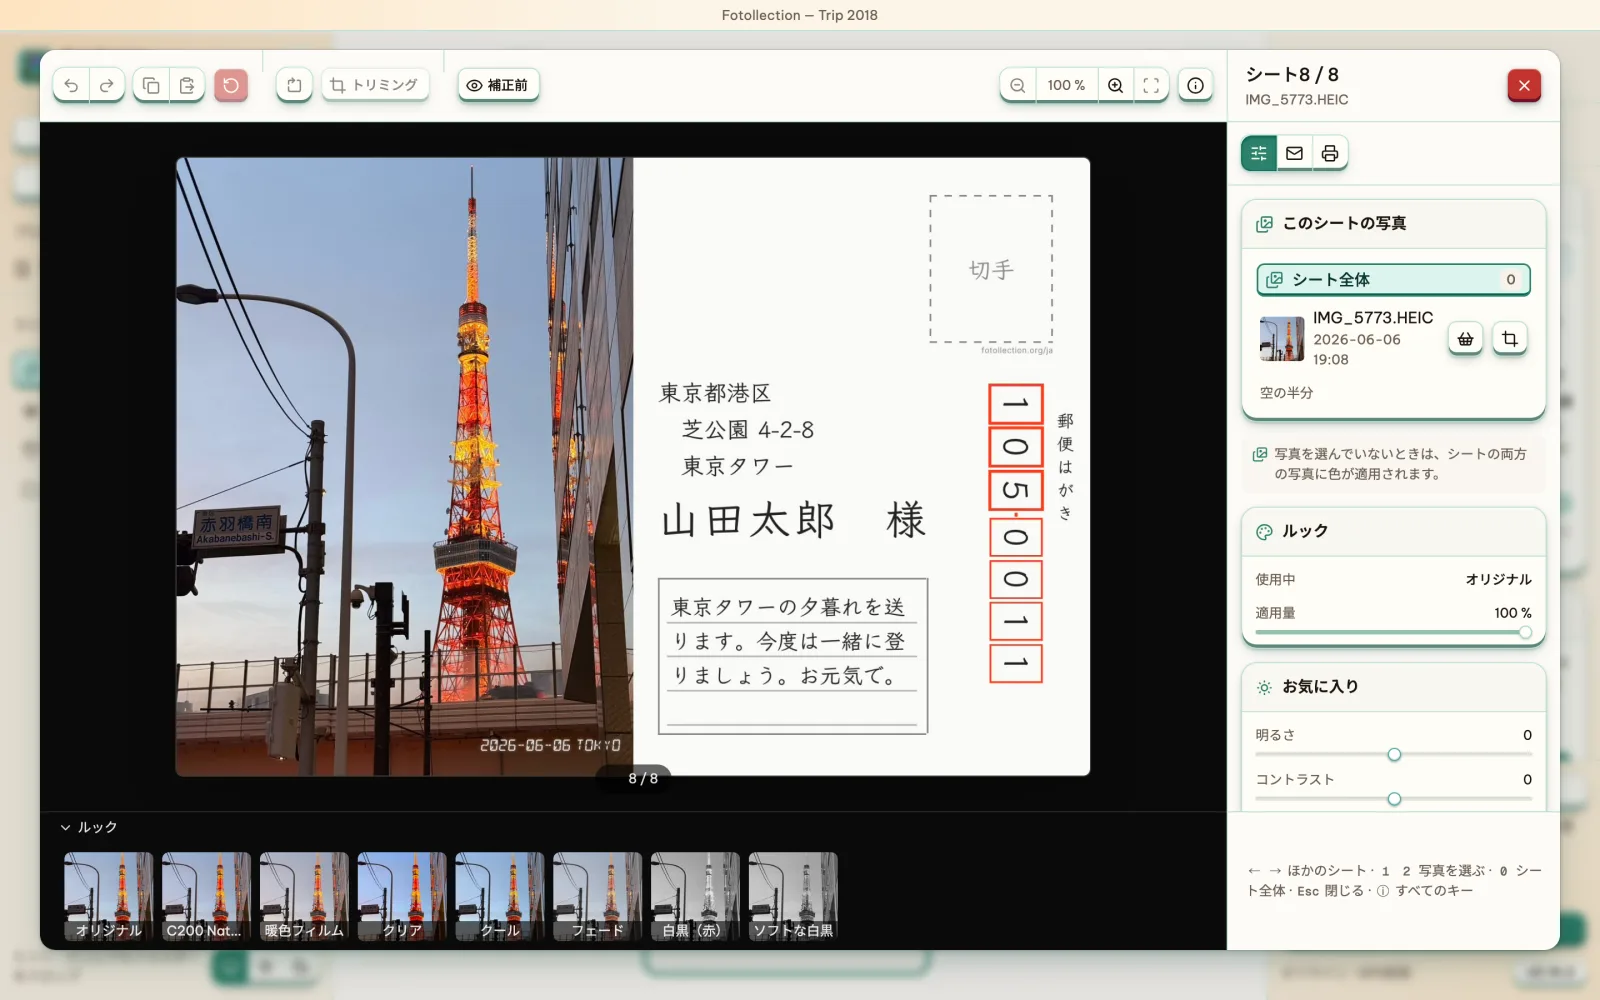 Fotollection – Trip 2018
トリミング
補正前
100 %
シート8 / 8
IMG_5773.HEIC
このシートの写真
シート全体
0
IMG_5773.HEIC
2026-06-06
19:08
空の半分
写真を選んでいないときは、シートの両方
の写真に色が適用されます。
ルック
使用中
オリジナル
適用量
100 %
お気に入り
明るさ
0
コントラスト
0
← → ほかのシート · 1 2 写真を選ぶ · 0 シー
ト全体 · Esc 閉じる · ⓘ すべてのキー
赤羽橋南
Akabanebashi-S.
2026-06-06 TOKYO
切手
fotollection.org/ja
郵便はがき
1 0 5 - 0 0 1 1
東京都港区
芝公園 4-2-8
東京タワー
山田太郎 様
東京タワーの夕暮れを送
ります。今度は一緒に登
りましょう。お元気で。
8 / 8
ルック
オリジナル
C200 Nat...
暖色フィルム
クリア
クール
フェード
白黒（赤）
ソフトな白黒